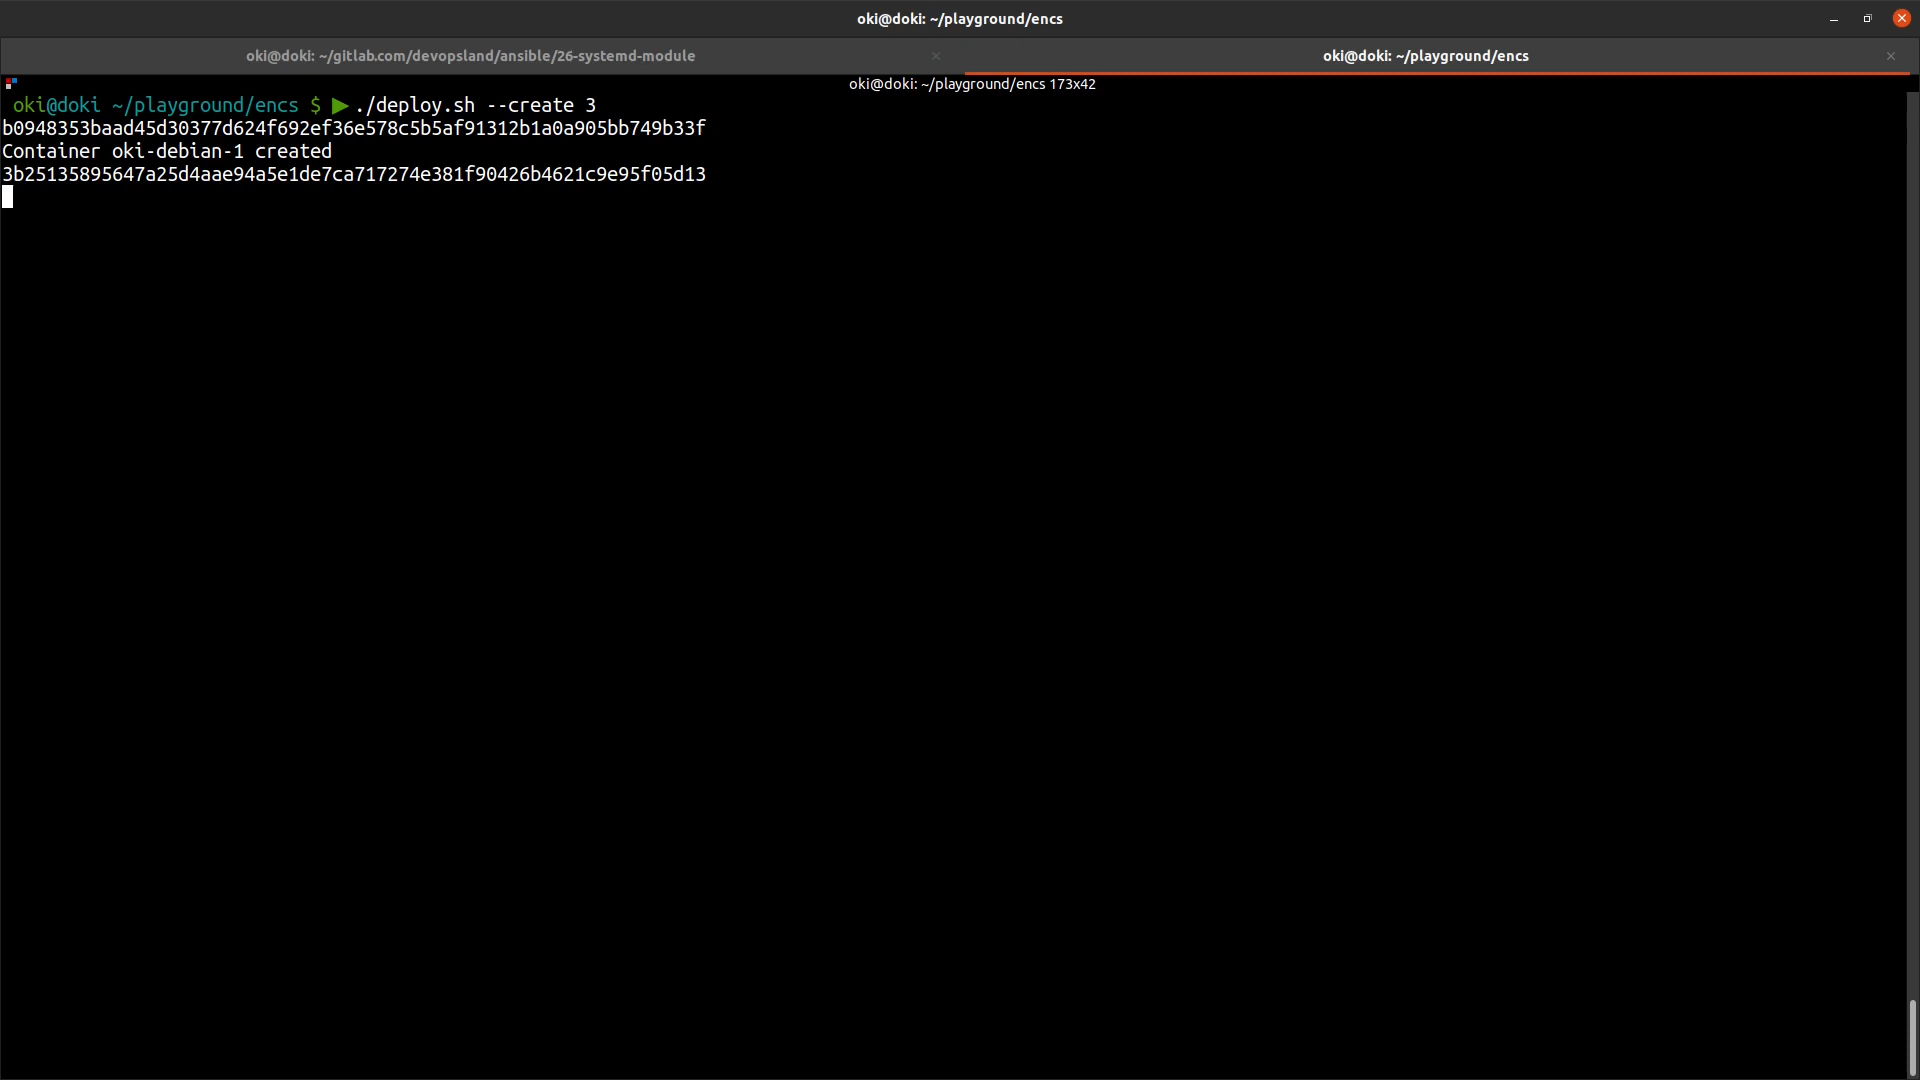 oki@doki: ~/playground/encs
oki@doki: ~/gitlab.com/devopsland/ansible/26-systemd-module
oki@doki: ~/playground/encs
oki@doki: ~/playground/encs 173x42
oki@doki ~/playground/encs $ ▶ ./deploy.sh --create 3
b0948353baad45d30377d624f692ef36e578c5b5af91312b1a0a905bb749b33f
Container oki-debian-1 created
3b25135895647a25d4aae94a5e1de7ca717274e381f90426b4621c9e95f05d13